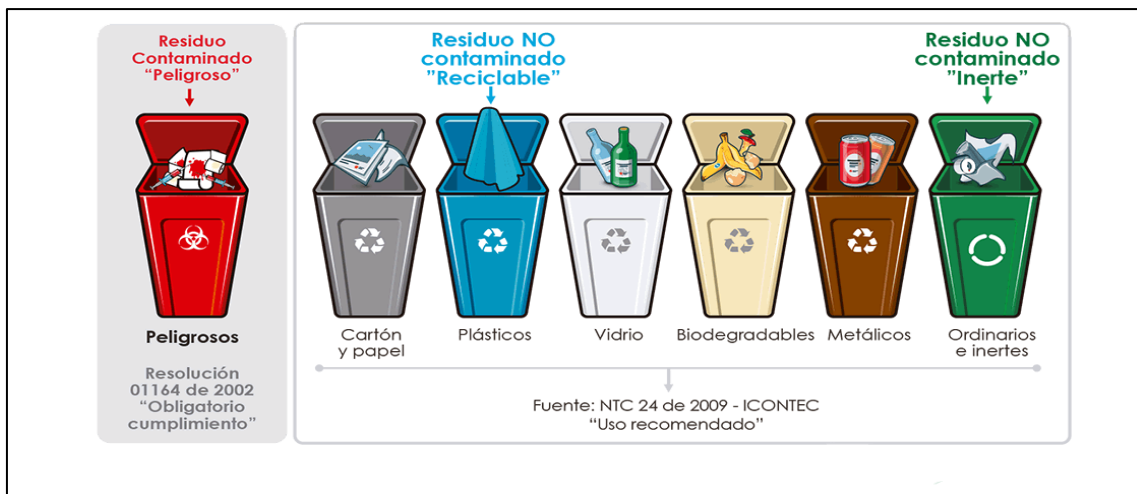 Residuo
Contaminado
“Peligroso”
Residuo NO
contaminado
”Reciclable”
Residuo NO
contaminado
”Inerte”
Peligrosos
Cartón
y papel
Plásticos
Vidrio
Biodegradables
Metálicos
Ordinarios
e inertes
Resolución
01164 de 2002
“Obligatorio
cumplimiento”
Fuente: NTC 24 de 2009 - ICONTEC
“Uso recomendado”